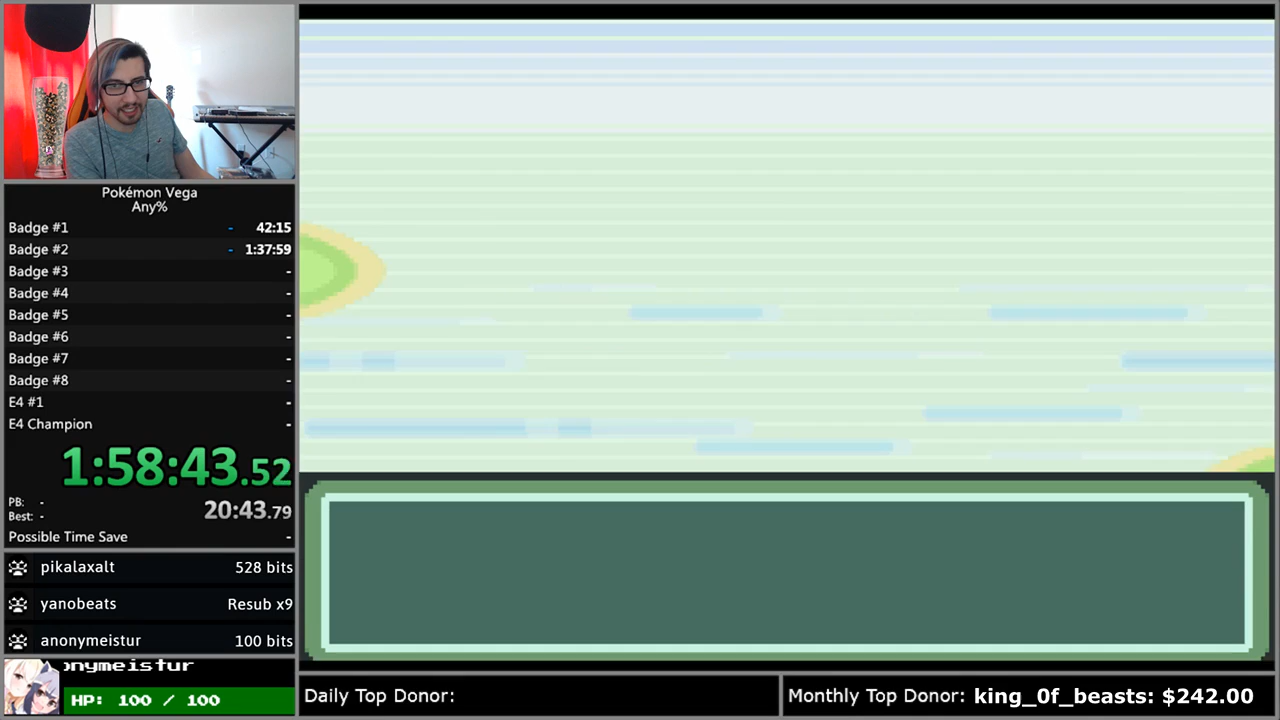 Pokémon Vega
Any%
Badge #1 - 42:15
Badge #2 - 1:37:59
Badge #3 -
Badge #4 -
Badge #5 -
Badge #6 -
Badge #7 -
Badge #8 -
E4 #1 -
E4 Champion -
1:58:43.52
PB: -
Best: -
20:43.79
Possible Time Save -
pikalaxalt 528 bits
yanobeats Resub x9
anonymeistur 100 bits
onymeistur
HP: 100 / 100
Daily Top Donor:
Monthly Top Donor: king_0f_beasts: $242.00